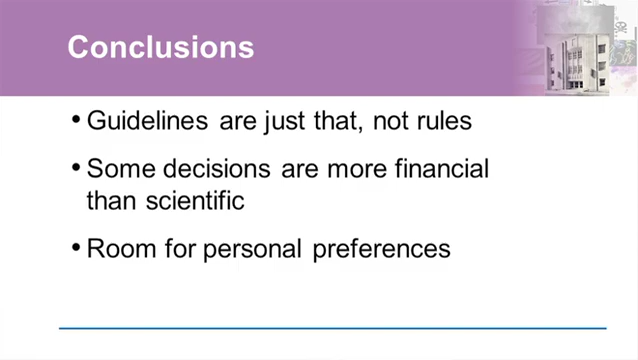 Conclusions
• Guidelines are just that, not rules
• Some decisions are more financial
than scientific
• Room for personal preferences